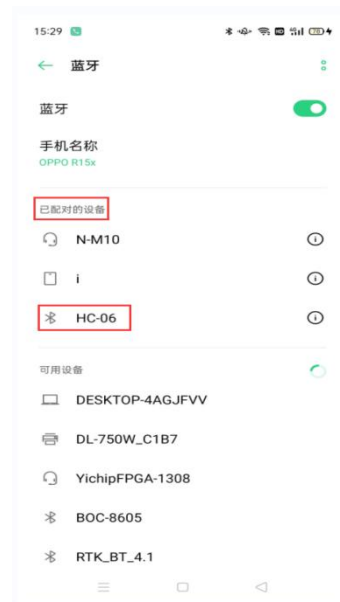 15:29
蓝牙
蓝牙
手机名称
OPPO R15x
已配对的设备
N-M10
i
HC-06
可用设备
DESKTOP-4AGJFVV
DL-750W_C1B7
YichipFPGA-1308
BOC-8605
RTK_BT_4.1